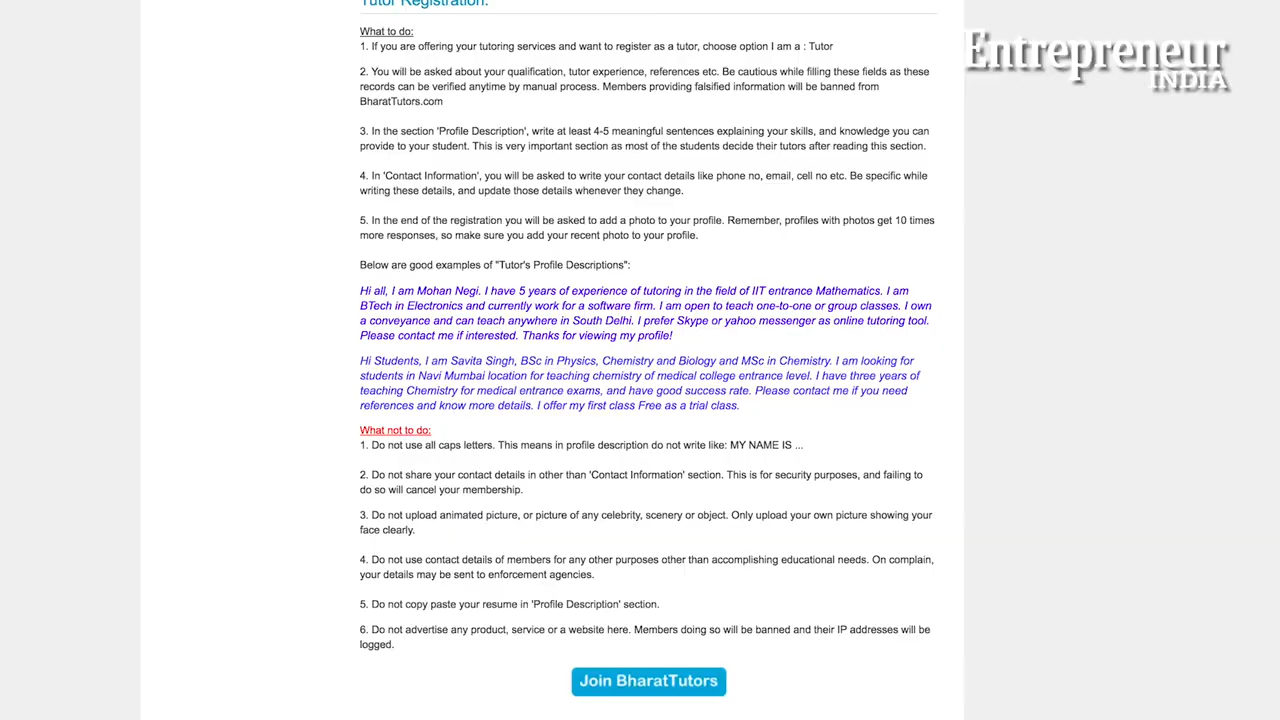 Tutor Registration:
Entrepreneur
INDIA
What to do:
1. If you are offering your tutoring services and want to register as a tutor, choose option I am a : Tutor
2. You will be asked about your qualification, tutor experience, references etc. Be cautious while filling these fields as these
records can be verified anytime by manual process. Members providing falsified information will be banned from
BharatTutors.com
3. In the section 'Profile Description', write at least 4-5 meaningful sentences explaining your skills, and knowledge you can
provide to your student. This is very important section as most of the students decide their tutors after reading this section.
4. In 'Contact Information', you will be asked to write your contact details like phone no, email, cell no etc. Be specific while
writing these details, and update those details whenever they change.
5. In the end of the registration you will be asked to add a photo to your profile. Remember, profiles with photos get 10 times
more responses, so make sure you add your recent photo to your profile.
Below are good examples of "Tutor's Profile Descriptions":
Hi all, I am Mohan Negi. I have 5 years of experience of tutoring in the field of IIT entrance Mathematics. I am
BTech in Electronics and currently work for a software firm. I am open to teach one-to-one or group classes. I own
a conveyance and can teach anywhere in South Delhi. I prefer Skype or yahoo messenger as online tutoring tool.
Please contact me if interested. Thanks for viewing my profile!
Hi Students, I am Savita Singh, BSc in Physics, Chemistry and Biology and MSc in Chemistry. I am looking for
students in Navi Mumbai location for teaching chemistry of medical college entrance level. I have three years of
teaching Chemistry for medical entrance exams, and have good success rate. Please contact me if you need
references and know more details. I offer my first class Free as a trial class.
What not to do:
1. Do not use all caps letters. This means in profile description do not write like: MY NAME IS ...
2. Do not share your contact details in other than 'Contact Information' section. This is for security purposes, and failing to
do so will cancel your membership.
3. Do not upload animated picture, or picture of any celebrity, scenery or object. Only upload your own picture showing your
face clearly.
4. Do not use contact details of members for any other purposes other than accomplishing educational needs. On complain,
your details may be sent to enforcement agencies.
5. Do not copy paste your resume in 'Profile Description' section.
6. Do not advertise any product, service or a website here. Members doing so will be banned and their IP addresses will be
logged.
Join BharatTutors